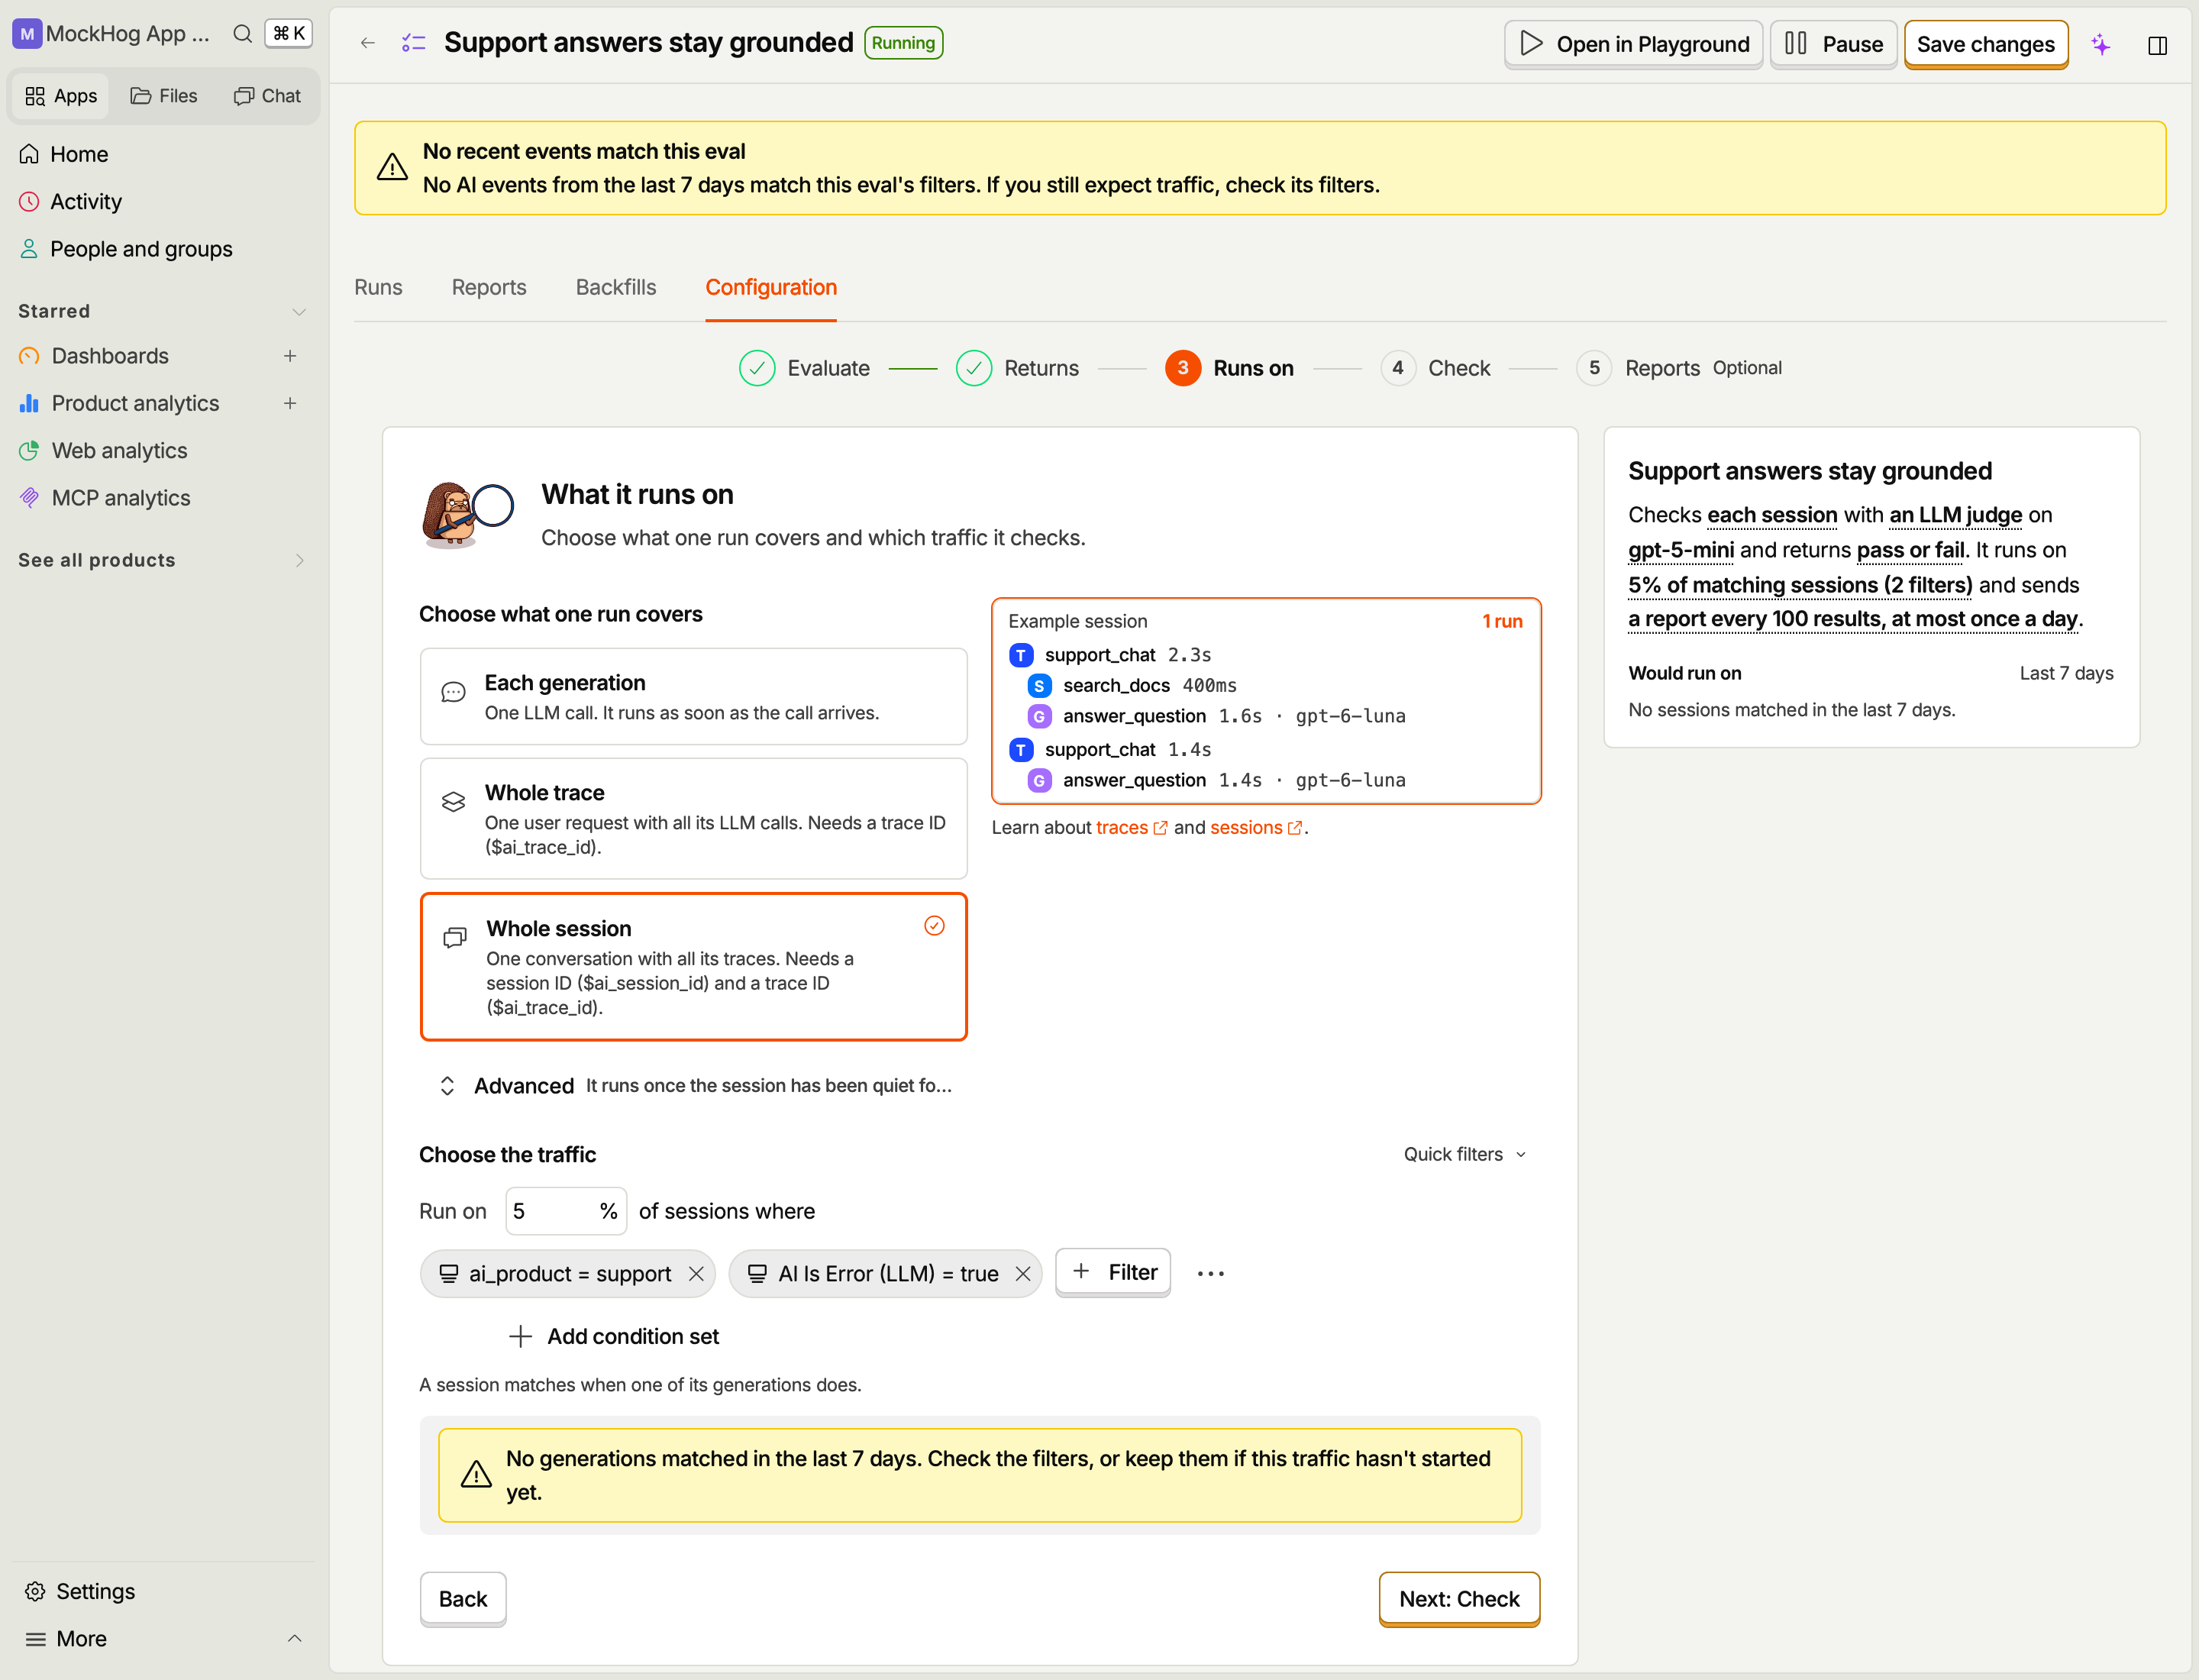 M MockHog App ...
⌘ K
Apps
Files
Chat
Home
Activity
People and groups
Starred
Dashboards
Product analytics
Web analytics
MCP analytics
See all products
Settings
More
Support answers stay grounded
Running
Open in Playground
Pause
Save changes
No recent events match this eval
No AI events from the last 7 days match this eval's filters. If you still expect traffic, check its filters.
Runs
Reports
Backfills
Configuration
Evaluate
Returns
3 Runs on
4 Check
5 Reports Optional
What it runs on
Choose what one run covers and which traffic it checks.
Choose what one run covers
Each generation
One LLM call. It runs as soon as the call arrives.
Whole trace
One user request with all its LLM calls. Needs a trace ID
($ai_trace_id).
Whole session
One conversation with all its traces. Needs a
session ID ($ai_session_id) and a trace ID
($ai_trace_id).
Advanced It runs once the session has been quiet fo...
Example session 1 run
T support_chat 2.3s
S search_docs 400ms
G answer_question 1.6s · gpt-6-luna
T support_chat 1.4s
G answer_question 1.4s · gpt-6-luna
Learn about traces and sessions.
Choose the traffic
Quick filters
Run on 5 % of sessions where
ai_product = support
AI Is Error (LLM) = true
Filter
Add condition set
A session matches when one of its generations does.
No generations matched in the last 7 days. Check the filters, or keep them if this traffic hasn't started
yet.
Back
Next: Check
Support answers stay grounded
Checks each session with an LLM judge on
gpt-5-mini and returns pass or fail. It runs on
5% of matching sessions (2 filters) and sends
a report every 100 results, at most once a day.
Would run on Last 7 days
No sessions matched in the last 7 days.